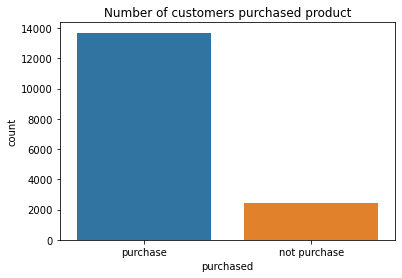 Number of customers purchased product
14000
12000
10000
8000
6000
4000
2000
0
count
purchase
not purchase
purchased